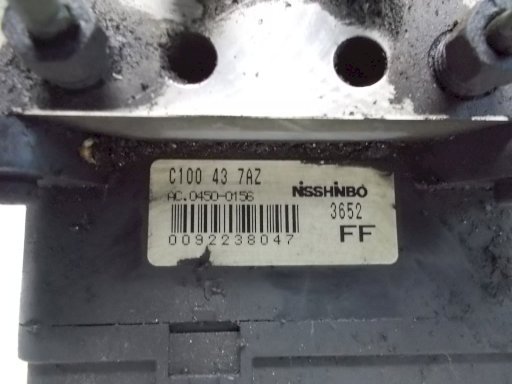 C100 43 7AZ
AC.0450-0156
NISSHINBO
3652
0092238047
FF